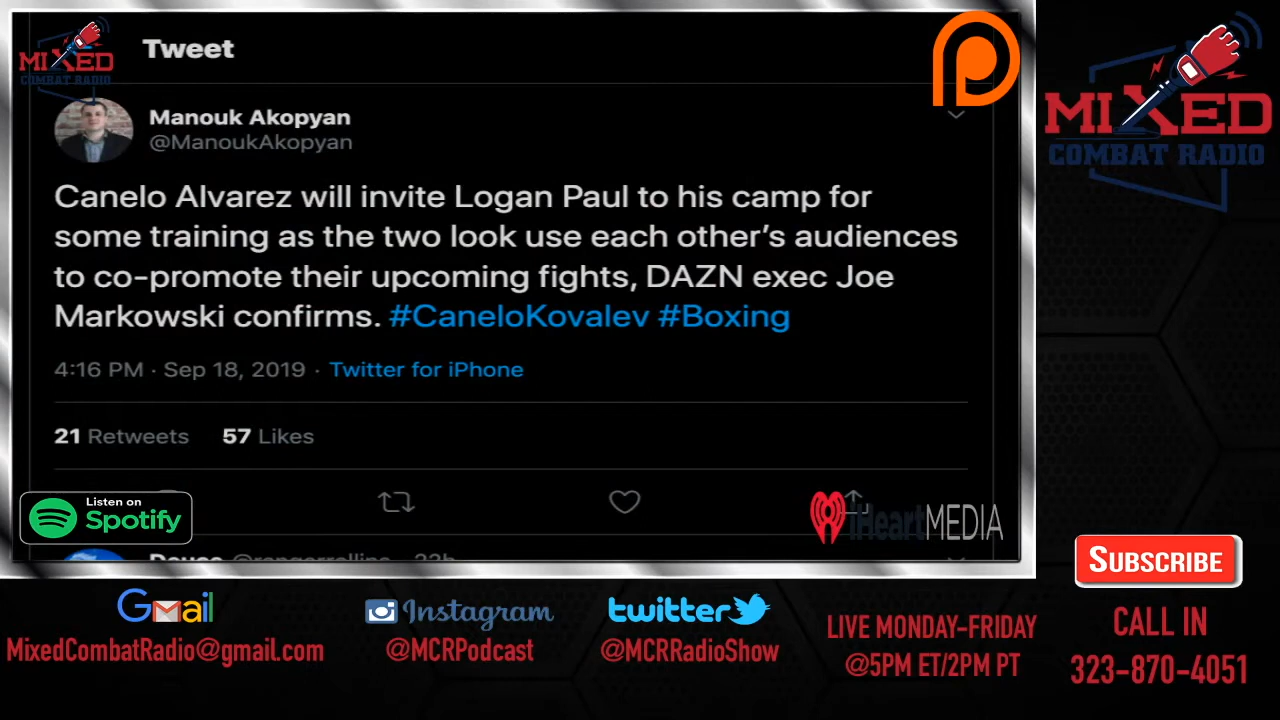 MIXED
COMBAT RADIO
Tweet
Manouk Akopyan
@ManoukAkopyan
Canelo Alvarez will invite Logan Paul to his camp for
some training as the two look use each other's audiences
to co-promote their upcoming fights, DAZN exec Joe
Markowski confirms. #CaneloKovalev #Boxing
4:16 PM · Sep 18, 2019 · Twitter for iPhone
21 Retweets 57 Likes
Listen on
Spotify
iHeartMEDIA
MIXED
COMBAT RADIO
SUBSCRIBE
Gmail
MixedCombatRadio@gmail.com
Instagram
@MCRPodcast
twitter
@MCRRadioShow
LIVE MONDAY-FRIDAY
@5PM ET/2PM PT
CALL IN
323-870-4051